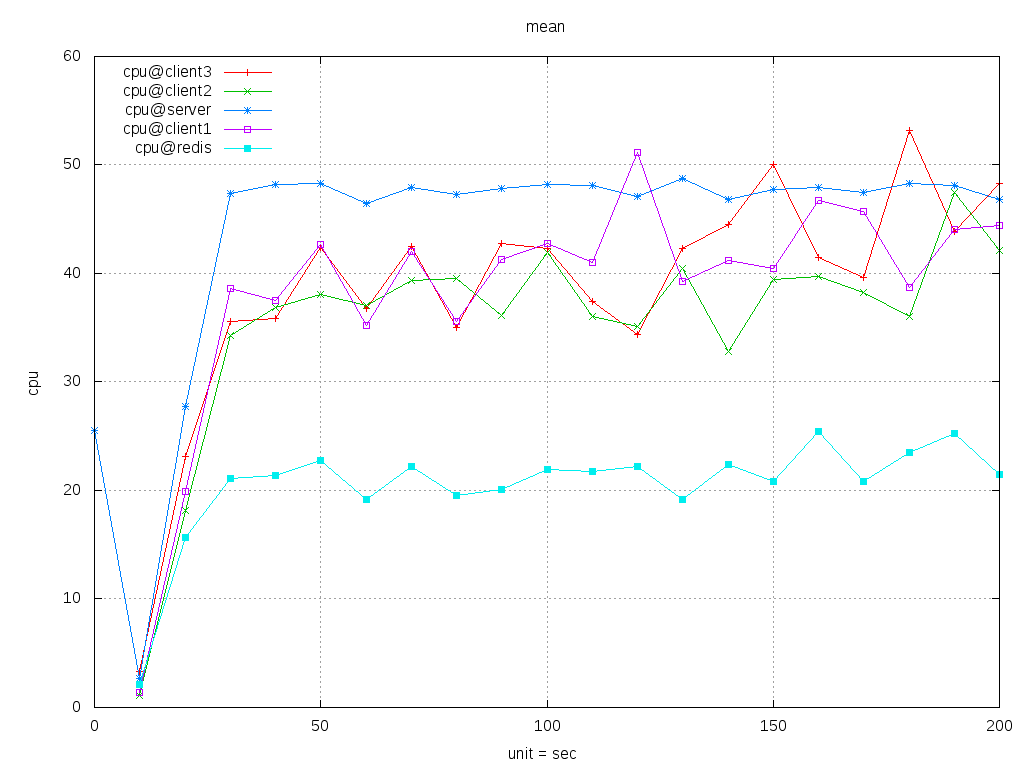 mean
60
50
40
30
20
10
0
cpu
cpu@client3
cpu@client2
cpu@server
cpu@client1
cpu@redis
0 50 100 150 200
unit = sec